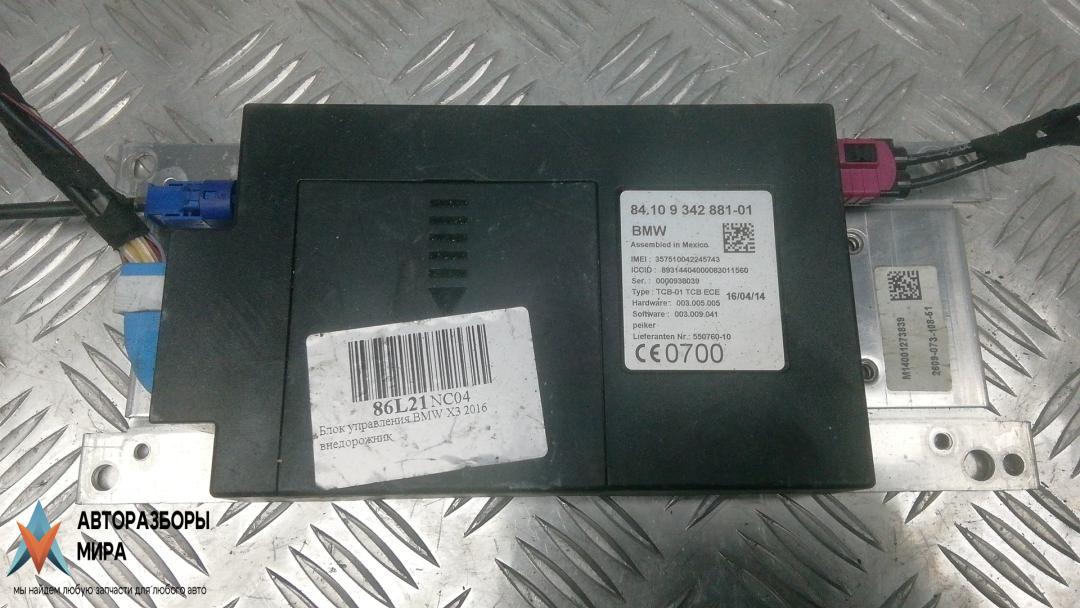 84.10 9 342 881-01
BMW
Assembled in Mexico.
IMEI : 357510042245743
ICCID : 89314404000083011560
Ser. : 0000938039
Type : TCB-01 TCB ECE 16/04/14
Hardware : 003.005.005
Software : 003.009.041
peiker
Lieferanten Nr.: 550760-10
CE 0700
M14001273839
2609-073-108-51
86L21NC04
Блок управления BMW X3 2016
внедорожник
АВТОРАЗБОРЫ
МИРА
мы найдем любую запчасти для любого авто